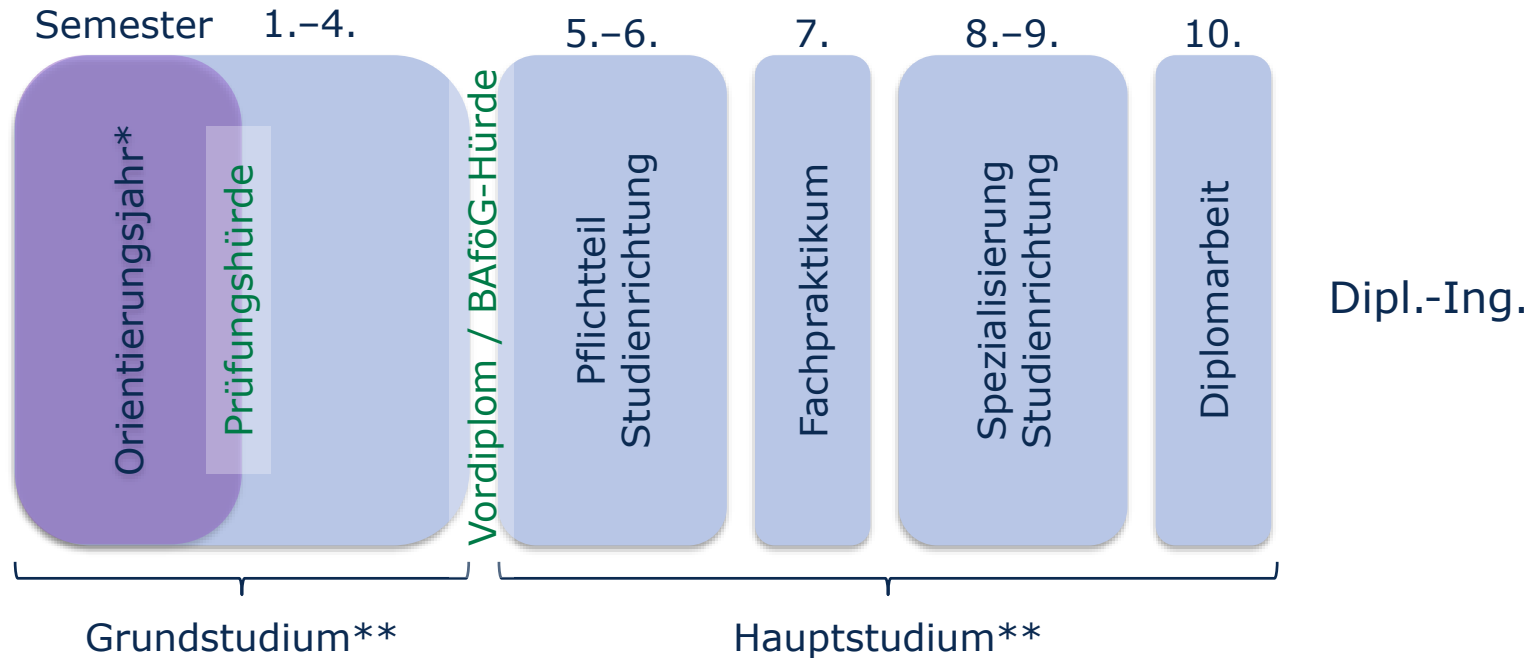 Semester 1.–4. 5.–6. 7. 8.–9. 10.
Orientierungsjahr*
Prüfungshürde
Vordiplom / BAföG-Hürde
Pflichtteil
Studienrichtung
Fachpraktikum
Spezialisierung
Studienrichtung
Diplomarbeit
Dipl.-Ing.
Grundstudium**
Hauptstudium**